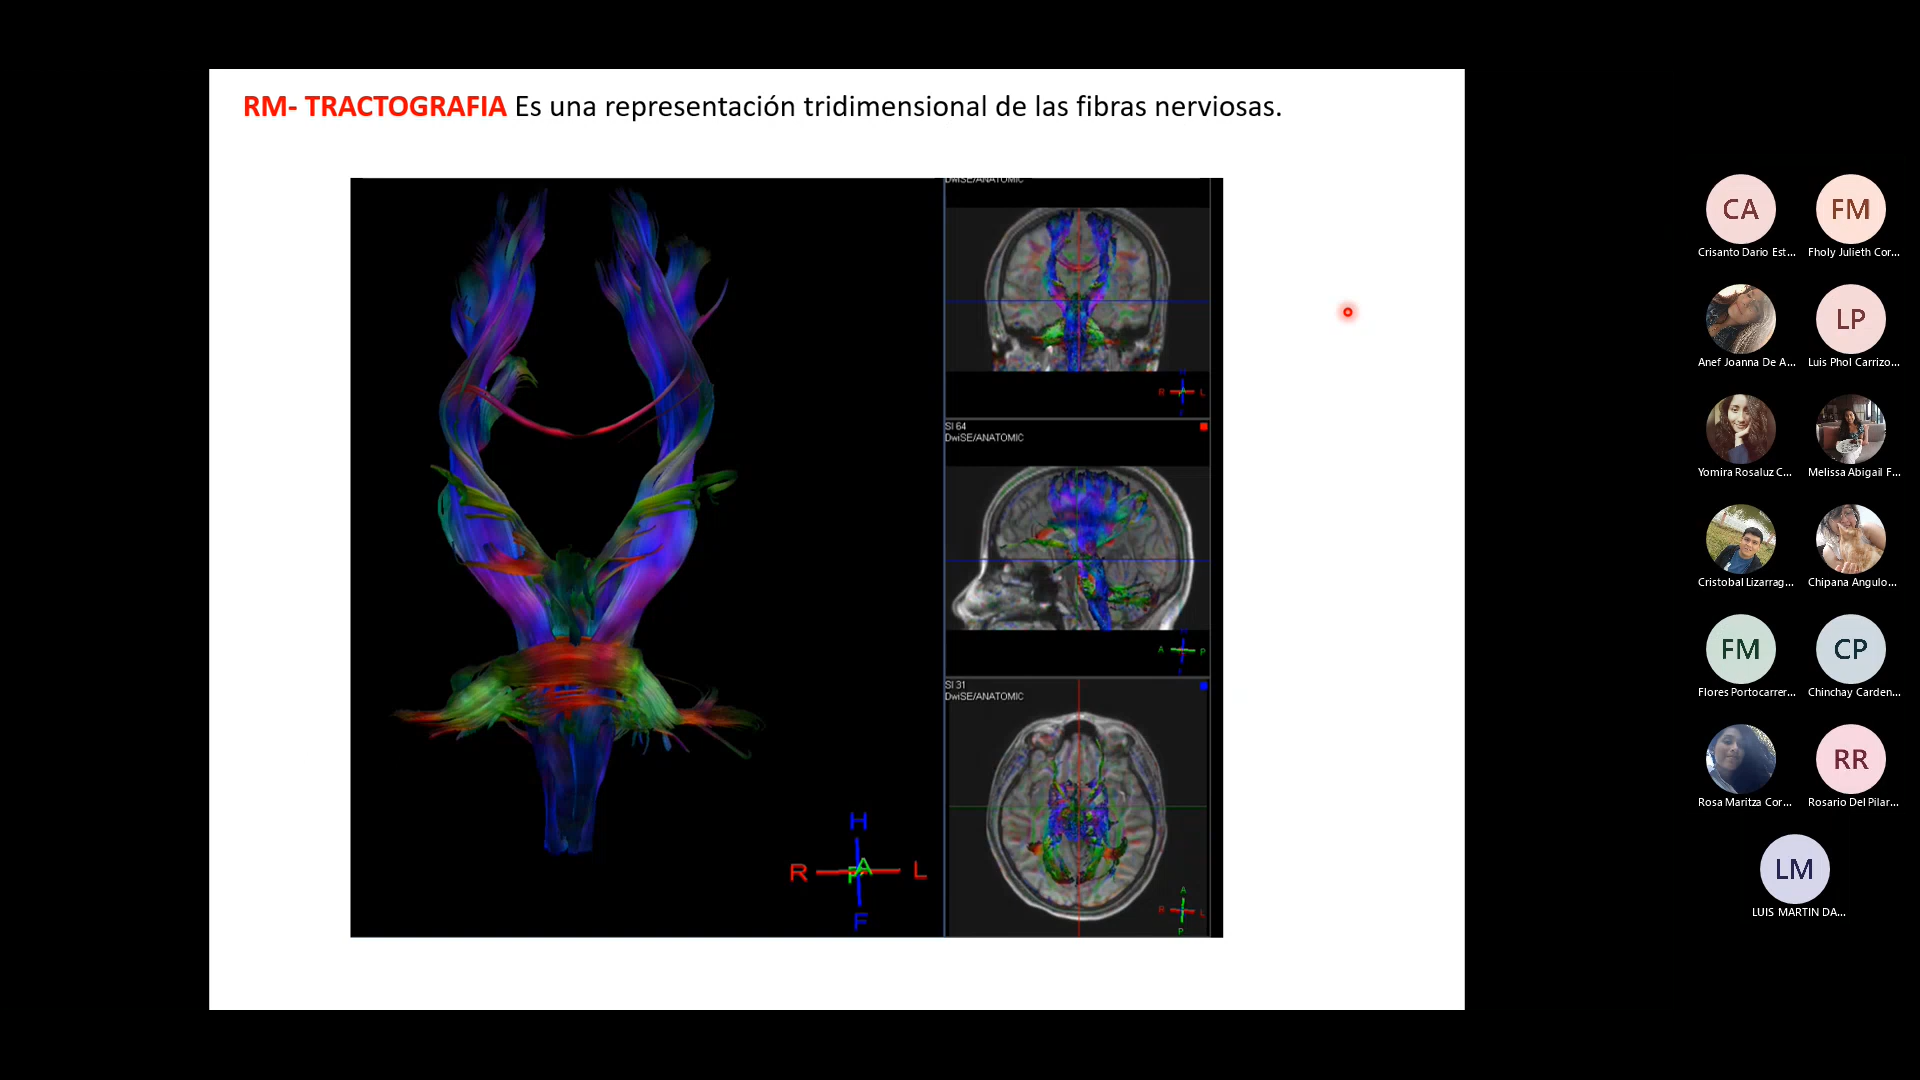 RM- TRACTOGRAFIA Es una representación tridimensional de las fibras nerviosas.
DwiSE/ANATOMIC
R L
SI 64
DwiSE/ANATOMIC
A P
SI 31
DwiSE/ANATOMIC
A
R L
P
H
R A P L
F
CA FM
Crisanto Dario Est... Fholy Julieth Cor...
LP
Anef Joanna De A... Luis Phol Carrizo...
Yomira Rosaluz C... Melissa Abigail F...
Cristobal Lizarrag... Chipana Angulo...
FM CP
Flores Portocarrer... Chinchay Carden...
RR
Rosa Maritza Cor... Rosario Del Pilar...
LM
LUIS MARTIN DA...